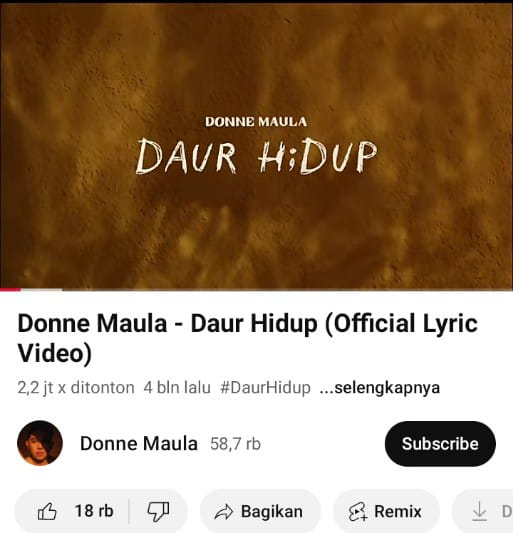 DONNE MAULA
DAUR H;DUP
Donne Maula - Daur Hidup (Official Lyric
Video)
2,2 jt x ditonton 4 bln lalu #DaurHidup ...selengkapnya
Donne Maula 58,7 rb
Subscribe
18 rb
Bagikan
Remix
D